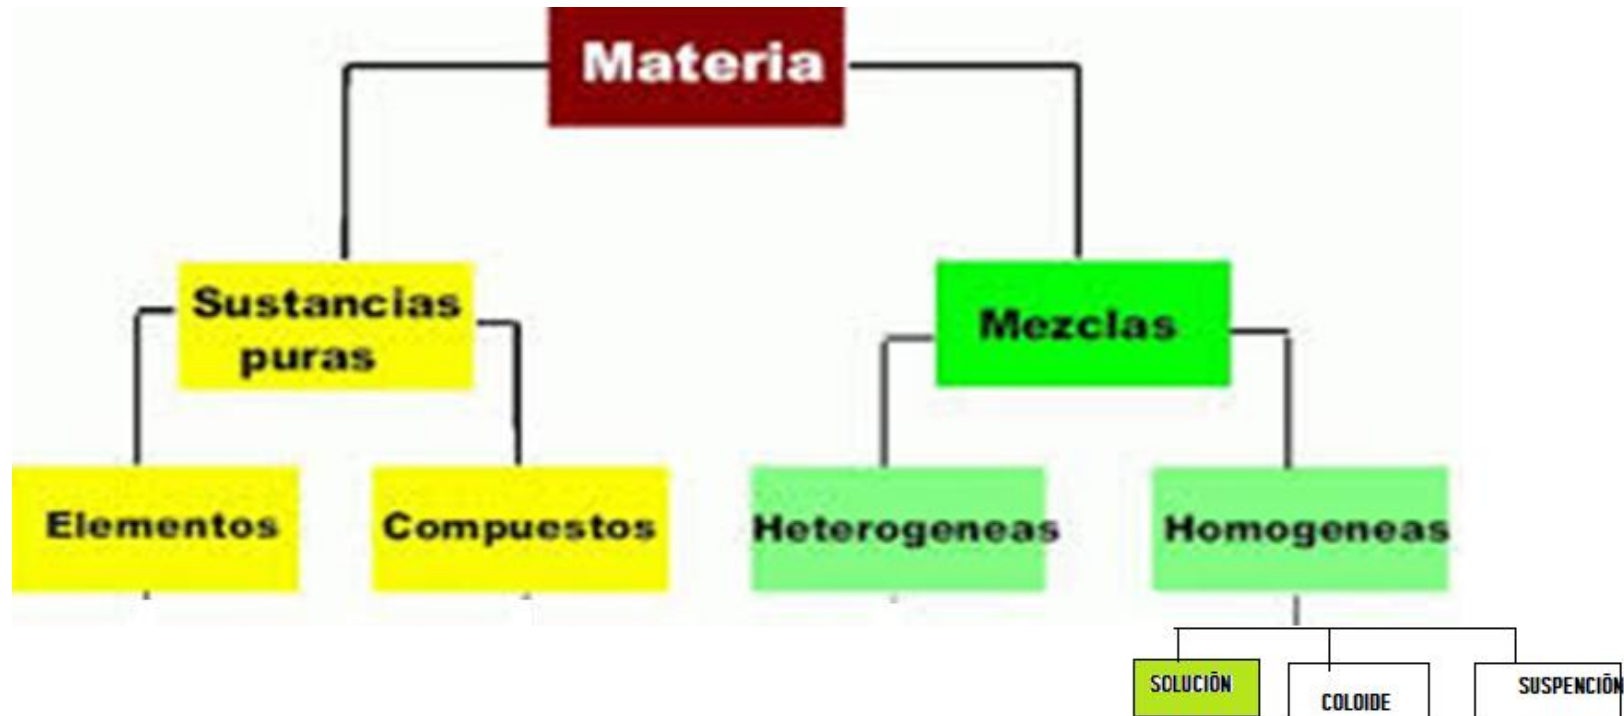 Materia
Sustancias
puras
Mezclas
Elementos
Compuestos
Heterogeneas
Homogeneas
SOLUCIÓN
COLOIDE
SUSPENCIÓN